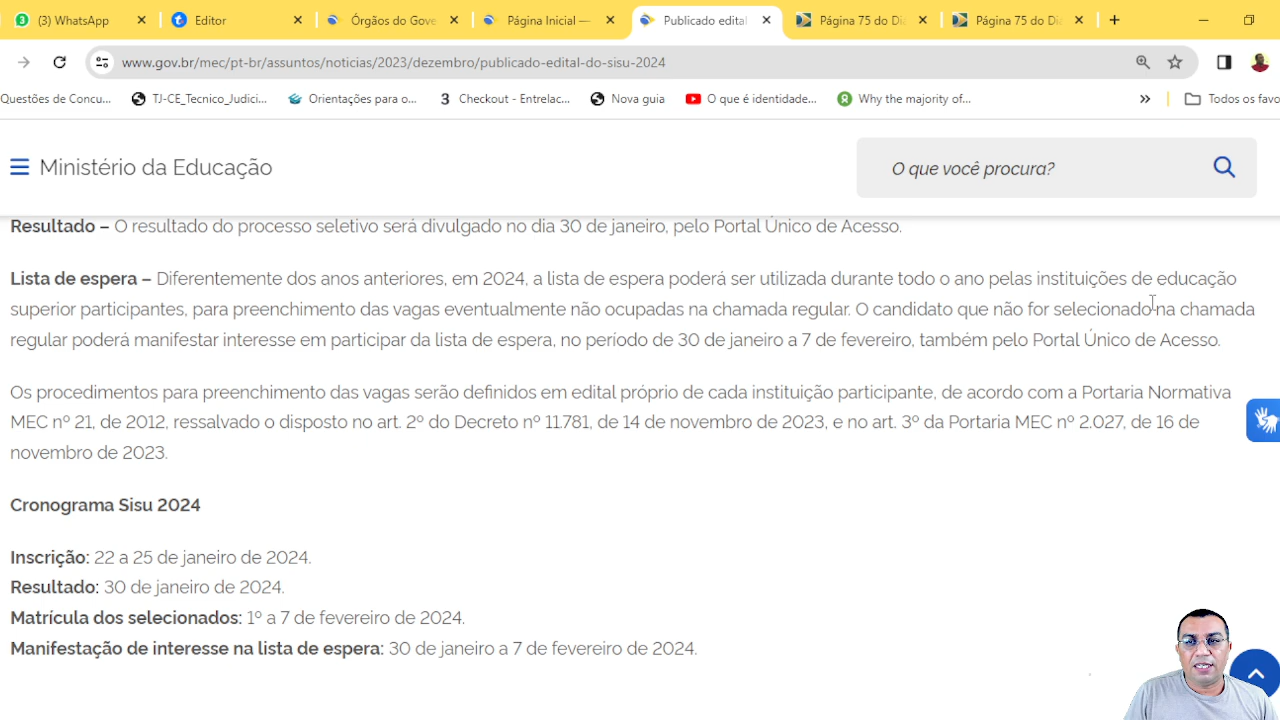 (3) WhatsApp
Editor
Órgãos do Gove
Página Inicial —
Publicado edital
Página 75 do Di
Página 75 do Di
www.gov.br/mec/pt-br/assuntos/noticias/2023/dezembro/publicado-edital-do-sisu-2024
Questões de Concu...
TJ-CE_Tecnico_Judici...
Orientações para o...
3 Checkout - Entrelac...
Nova guia
O que é identidade...
Why the majority of...
»
Todos os favo
Ministério da Educação
O que você procura?
Resultado – O resultado do processo seletivo será divulgado no dia 30 de janeiro, pelo Portal Único de Acesso.
Lista de espera – Diferentemente dos anos anteriores, em 2024, a lista de espera poderá ser utilizada durante todo o ano pelas instituições de educação
superior participantes, para preenchimento das vagas eventualmente não ocupadas na chamada regular. O candidato que não for selecionado na chamada
regular poderá manifestar interesse em participar da lista de espera, no período de 30 de janeiro a 7 de fevereiro, também pelo Portal Único de Acesso.
Os procedimentos para preenchimento das vagas serão definidos em edital próprio de cada instituição participante, de acordo com a Portaria Normativa
MEC nº 21, de 2012, ressalvado o disposto no art. 2º do Decreto nº 11.781, de 14 de novembro de 2023, e no art. 3º da Portaria MEC nº 2.027, de 16 de
novembro de 2023.
Cronograma Sisu 2024
Inscrição: 22 a 25 de janeiro de 2024.
Resultado: 30 de janeiro de 2024.
Matrícula dos selecionados: 1º a 7 de fevereiro de 2024.
Manifestação de interesse na lista de espera: 30 de janeiro a 7 de fevereiro de 2024.